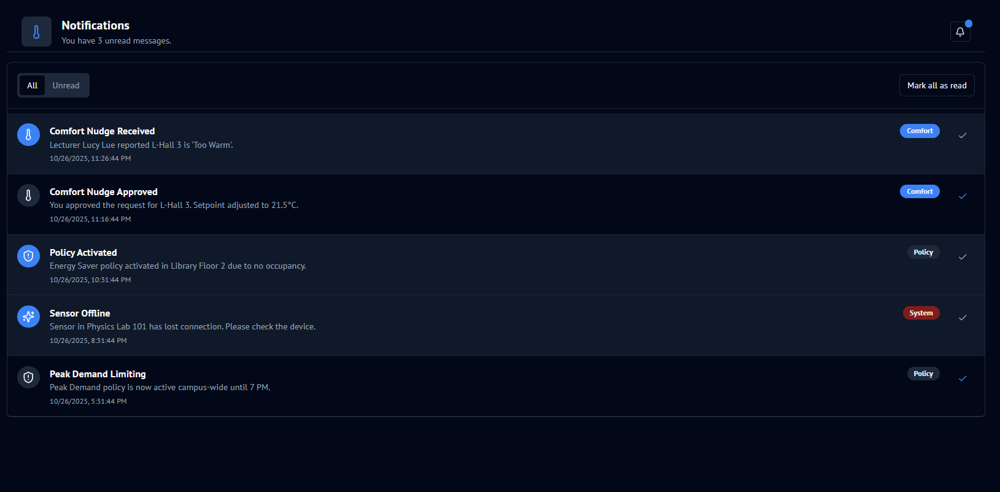 Notifications
You have 3 unread messages.
All
Unread
Mark all as read
Comfort Nudge Received
Comfort
Lecturer Lucy Lue reported L-Hall 3 is 'Too Warm'.
10/26/2025, 11:26:44 PM
Comfort Nudge Approved
Comfort
You approved the request for L-Hall 3. Setpoint adjusted to 21.5°C.
10/26/2025, 11:16:44 PM
Policy Activated
Policy
Energy Saver policy activated in Library Floor 2 due to no occupancy.
10/26/2025, 10:31:44 PM
Sensor Offline
System
Sensor in Physics Lab 101 has lost connection. Please check the device.
10/26/2025, 8:31:44 PM
Peak Demand Limiting
Policy
Peak Demand policy is now active campus-wide until 7 PM.
10/26/2025, 5:31:44 PM